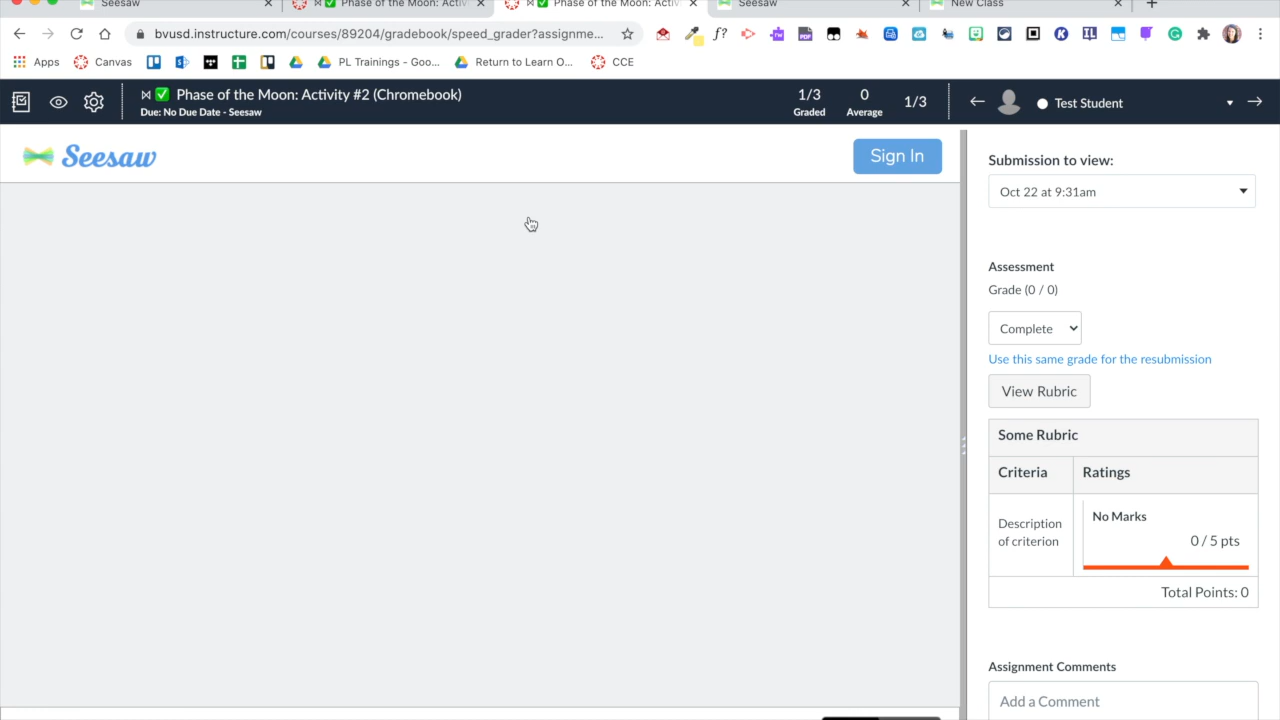 Seesaw
Phase of the Moon: Activ
Phase of the Moon: Activ
Seesaw
New Class
bvusd.instructure.com/courses/89204/gradebook/speed_grader?assignme...
f?
Apps
Canvas
PL Trainings - Goo...
Return to Learn O...
CCE
Phase of the Moon: Activity #2 (Chromebook)
Due: No Due Date - Seesaw
1/3
Graded
0
Average
1/3
Test Student
Seesaw
Sign In
Submission to view:
Oct 22 at 9:31am
Assessment
Grade (0 / 0)
Complete
Use this same grade for the resubmission
View Rubric
Some Rubric
Criteria
Ratings
Description
of criterion
No Marks
0 / 5 pts
Total Points: 0
Assignment Comments
Add a Comment